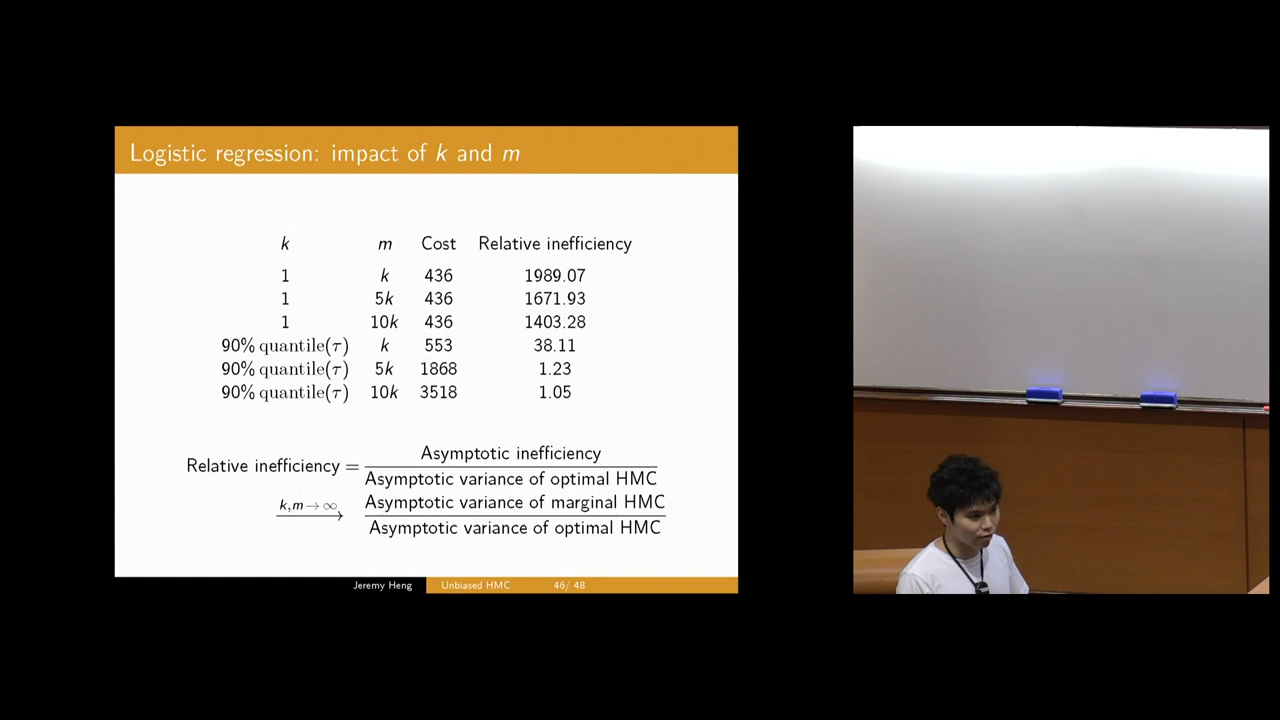 Logistic regression: impact of k and m
k m Cost Relative inefficiency
1 k 436 1989.07
1 5k 436 1671.93
1 10k 436 1403.28
90% quantile(τ) k 553 38.11
90% quantile(τ) 5k 1868 1.23
90% quantile(τ) 10k 3518 1.05
Relative inefficiency = Asymptotic inefficiency
Asymptotic variance of optimal HMC
k,m→∞ Asymptotic variance of marginal HMC
Asymptotic variance of optimal HMC
Jeremy Heng Unbiased HMC 46/ 48